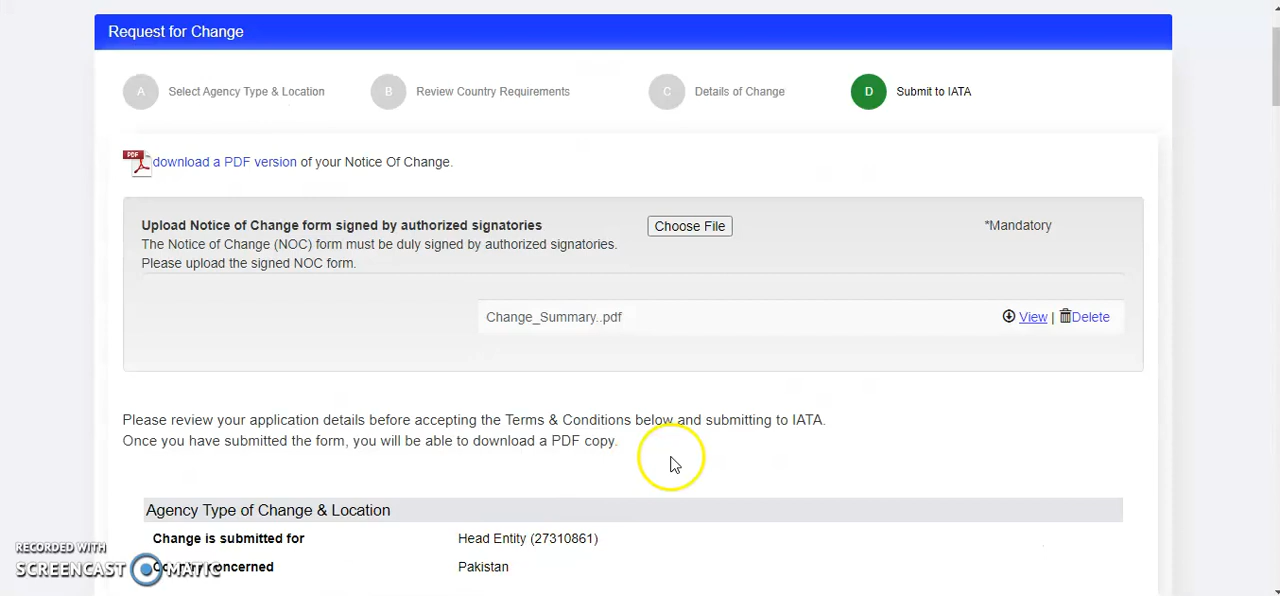 Request for Change
A Select Agency Type & Location B Review Country Requirements C Details of Change D Submit to IATA
PDF download a PDF version of your Notice Of Change.
Upload Notice of Change form signed by authorized signatories Choose File *Mandatory
The Notice of Change (NOC) form must be duly signed by authorized signatories.
Please upload the signed NOC form.
Change_Summary..pdf View | Delete
Please review your application details before accepting the Terms & Conditions below and submitting to IATA.
Once you have submitted the form, you will be able to download a PDF copy.
Agency Type of Change & Location
Change is submitted for Head Entity (27310861)
Country concerned Pakistan
RECORDED WITH
SCREENCAST MATIC